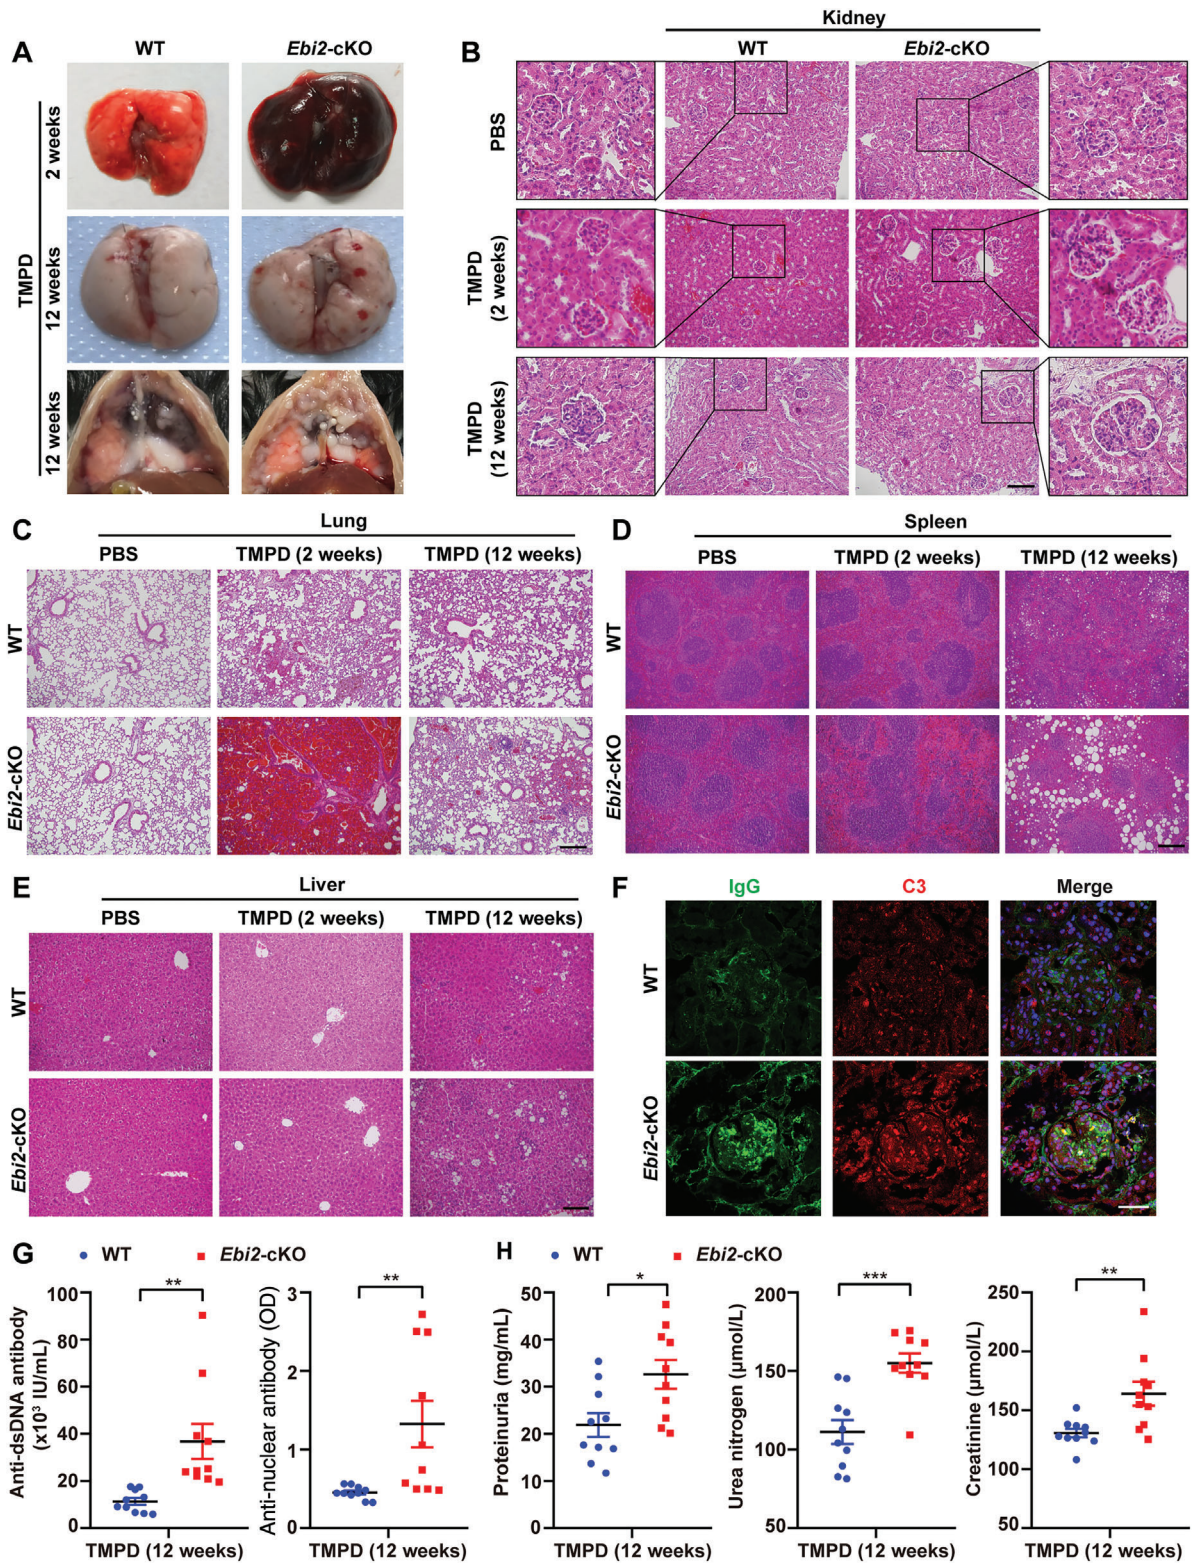 A
WT
Ebi2-cKO
TMPD
2 weeks
12 weeks
12 weeks
B
Kidney
WT
Ebi2-cKO
PBS
TMPD
(2 weeks)
TMPD
(12 weeks)
C
Lung
PBS
TMPD (2 weeks)
TMPD (12 weeks)
WT
Ebi2-cKO
D
Spleen
PBS
TMPD (2 weeks)
TMPD (12 weeks)
WT
Ebi2-cKO
E
Liver
PBS
TMPD (2 weeks)
TMPD (12 weeks)
WT
Ebi2-cKO
F
IgG
C3
Merge
WT
Ebi2-cKO
G
WT
Ebi2-cKO
Anti-dsDNA antibody
(x10³ IU/mL)
100
80
60
40
20
0
**
TMPD (12 weeks)
Anti-nuclear antibody (OD)
3
2
1
0
**
TMPD (12 weeks)
H
WT
Ebi2-cKO
Proteinuria (mg/mL)
50
40
30
20
10
0
*
TMPD (12 weeks)
Urea nitrogen (µmol/L)
200
150
100
50
***
TMPD (12 weeks)
Creatinine (µmol/L)
250
200
150
100
50
**
TMPD (12 weeks)